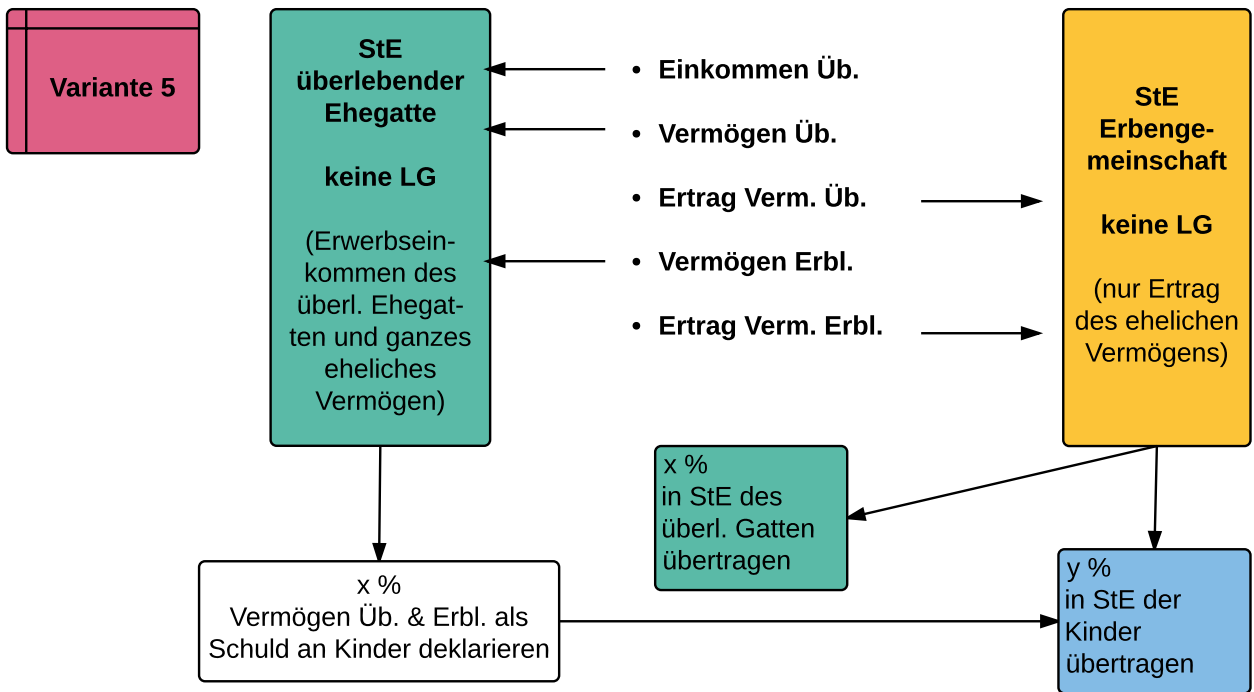 Variante 5
StE
überlebender
Ehegatte
keine LG
(Erwerbsein-
kommen des
überl. Ehegat-
ten und ganzes
eheliches
Vermögen)
• Einkommen Üb.
• Vermögen Üb.
• Ertrag Verm. Üb.
• Vermögen Erbl.
• Ertrag Verm. Erbl.
StE
Erbenge-
meinschaft
keine LG
(nur Ertrag
des ehelichen
Vermögens)
x %
in StE des
überl. Gatten
übertragen
x %
Vermögen Üb. & Erbl. als
Schuld an Kinder deklarieren
y %
in StE der
Kinder
übertragen